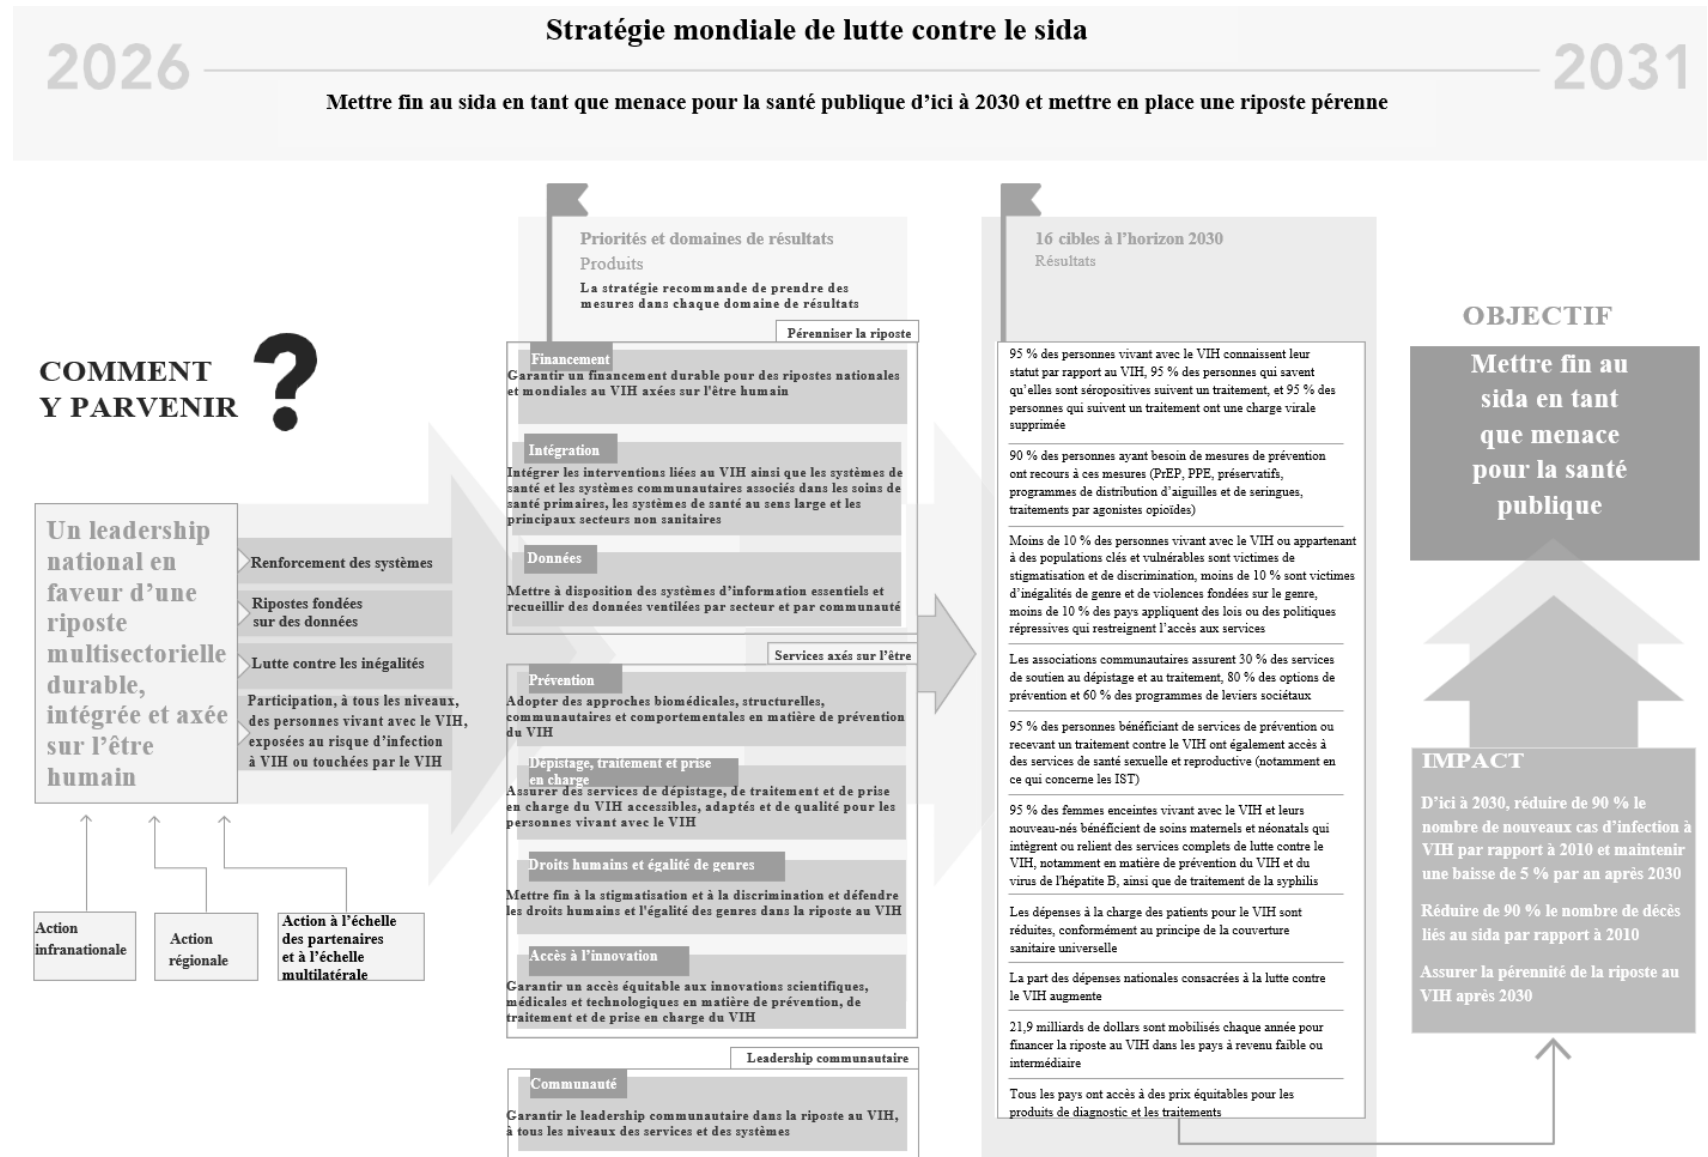 Stratégie mondiale de lutte contre le sida
2026
2031
Mettre fin au sida en tant que menace pour la santé publique d’ici à 2030 et mettre en place une riposte pérenne
COMMENT
Y PARVENIR
?
Un leadership
national en
faveur d’une
riposte
multisectorielle
durable,
intégrée et axée
sur l’être
humain
Renforcement des systèmes
Ripostes fondées
sur des données
Lutte contre les inégalités
Participation, à tous les niveaux,
des personnes vivant avec le VIH,
exposées au risque d’infection
à VIH ou touchées par le VIH
Action
infranationale
Action
régionale
Action à l’échelle
des partenaires
et à l’échelle
multilatérale
Priorités et domaines de résultats
Produits
La stratégie recommande de prendre des
mesures dans chaque domaine de résultats
Pérenniser la riposte
Financement
Garantir un financement durable pour des ripostes nationales
et mondiales au VIH axées sur l'être humain
Intégration
Intégrer les interventions liées au VIH ainsi que les systèmes de
santé et les systèmes communautaires associés dans les soins de
santé primaires, les systèmes de santé au sens large et les
principaux secteurs non sanitaires
Données
Mettre à disposition des systèmes d’information essentiels et
recueillir des données ventilées par secteur et par communauté
Services axés sur l’être
Prévention
Adopter des approches biomédicales, structurelles,
communautaires et comportementales en matière de prévention
du VIH
Dépistage, traitement et prise
en charge
Assurer des services de dépistage, de traitement et de prise
en charge du VIH accessibles, adaptés et de qualité pour les
personnes vivant avec le VIH
Droits humains et égalité de genres
Mettre fin à la stigmatisation et à la discrimination et défendre
les droits humains et l'égalité des genres dans la riposte au VIH
Accès à l’innovation
Garantir un accès équitable aux innovations scientifiques,
médicales et technologiques en matière de prévention, de
traitement et de prise en charge du VIH
Leadership communautaire
Communauté
Garantir le leadership communautaire dans la riposte au VIH,
à tous les niveaux des services et des systèmes
16 cibles à l’horizon 2030
Résultats
95 % des personnes vivant avec le VIH connaissent leur
statut par rapport au VIH, 95 % des personnes qui savent
qu’elles sont séropositives suivent un traitement, et 95 % des
personnes qui suivent un traitement ont une charge virale
supprimée
90 % des personnes ayant besoin de mesures de prévention
ont recours à ces mesures (PrEP, PPE, préservatifs,
programmes de distribution d’aiguilles et de seringues,
traitements par agonistes opioïdes)
Moins de 10 % des personnes vivant avec le VIH ou appartenant
à des populations clés et vulnérables sont victimes de
stigmatisation et de discrimination, moins de 10 % sont victimes
d’inégalités de genre et de violences fondées sur le genre,
moins de 10 % des pays appliquent des lois ou des politiques
répressives qui restreignent l’accès aux services
Les associations communautaires assurent 30 % des services
de soutien au dépistage et au traitement, 80 % des options de
prévention et 60 % des programmes de leviers sociétaux
95 % des personnes bénéficiant de services de prévention ou
recevant un traitement contre le VIH ont également accès à
des services de santé sexuelle et reproductive (notamment en
ce qui concerne les IST)
95 % des femmes enceintes vivant avec le VIH et leurs
nouveau-nés bénéficient de soins maternels et néonatals qui
intègrent ou relient des services complets de lutte contre le
VIH, notamment en matière de prévention du VIH et du
virus de l'hépatite B, ainsi que de traitement de la syphilis
Les dépenses à la charge des patients pour le VIH sont
réduites, conformément au principe de la couverture
sanitaire universelle
La part des dépenses nationales consacrées à la lutte contre
le VIH augmente
21,9 milliards de dollars sont mobilisés chaque année pour
financer la riposte au VIH dans les pays à revenu faible ou
intermédiaire
Tous les pays ont accès à des prix équitables pour les
produits de diagnostic et les traitements
OBJECTIF
Mettre fin au
sida en tant
que menace
pour la santé
publique
IMPACT
D’ici à 2030, réduire de 90 % le
nombre de nouveaux cas d’infection à
VIH par rapport à 2010 et maintenir
une baisse de 5 % par an après 2030
Réduire de 90 % le nombre de décès
liés au sida par rapport à 2010
Assurer la pérennité de la riposte au
VIH après 2030